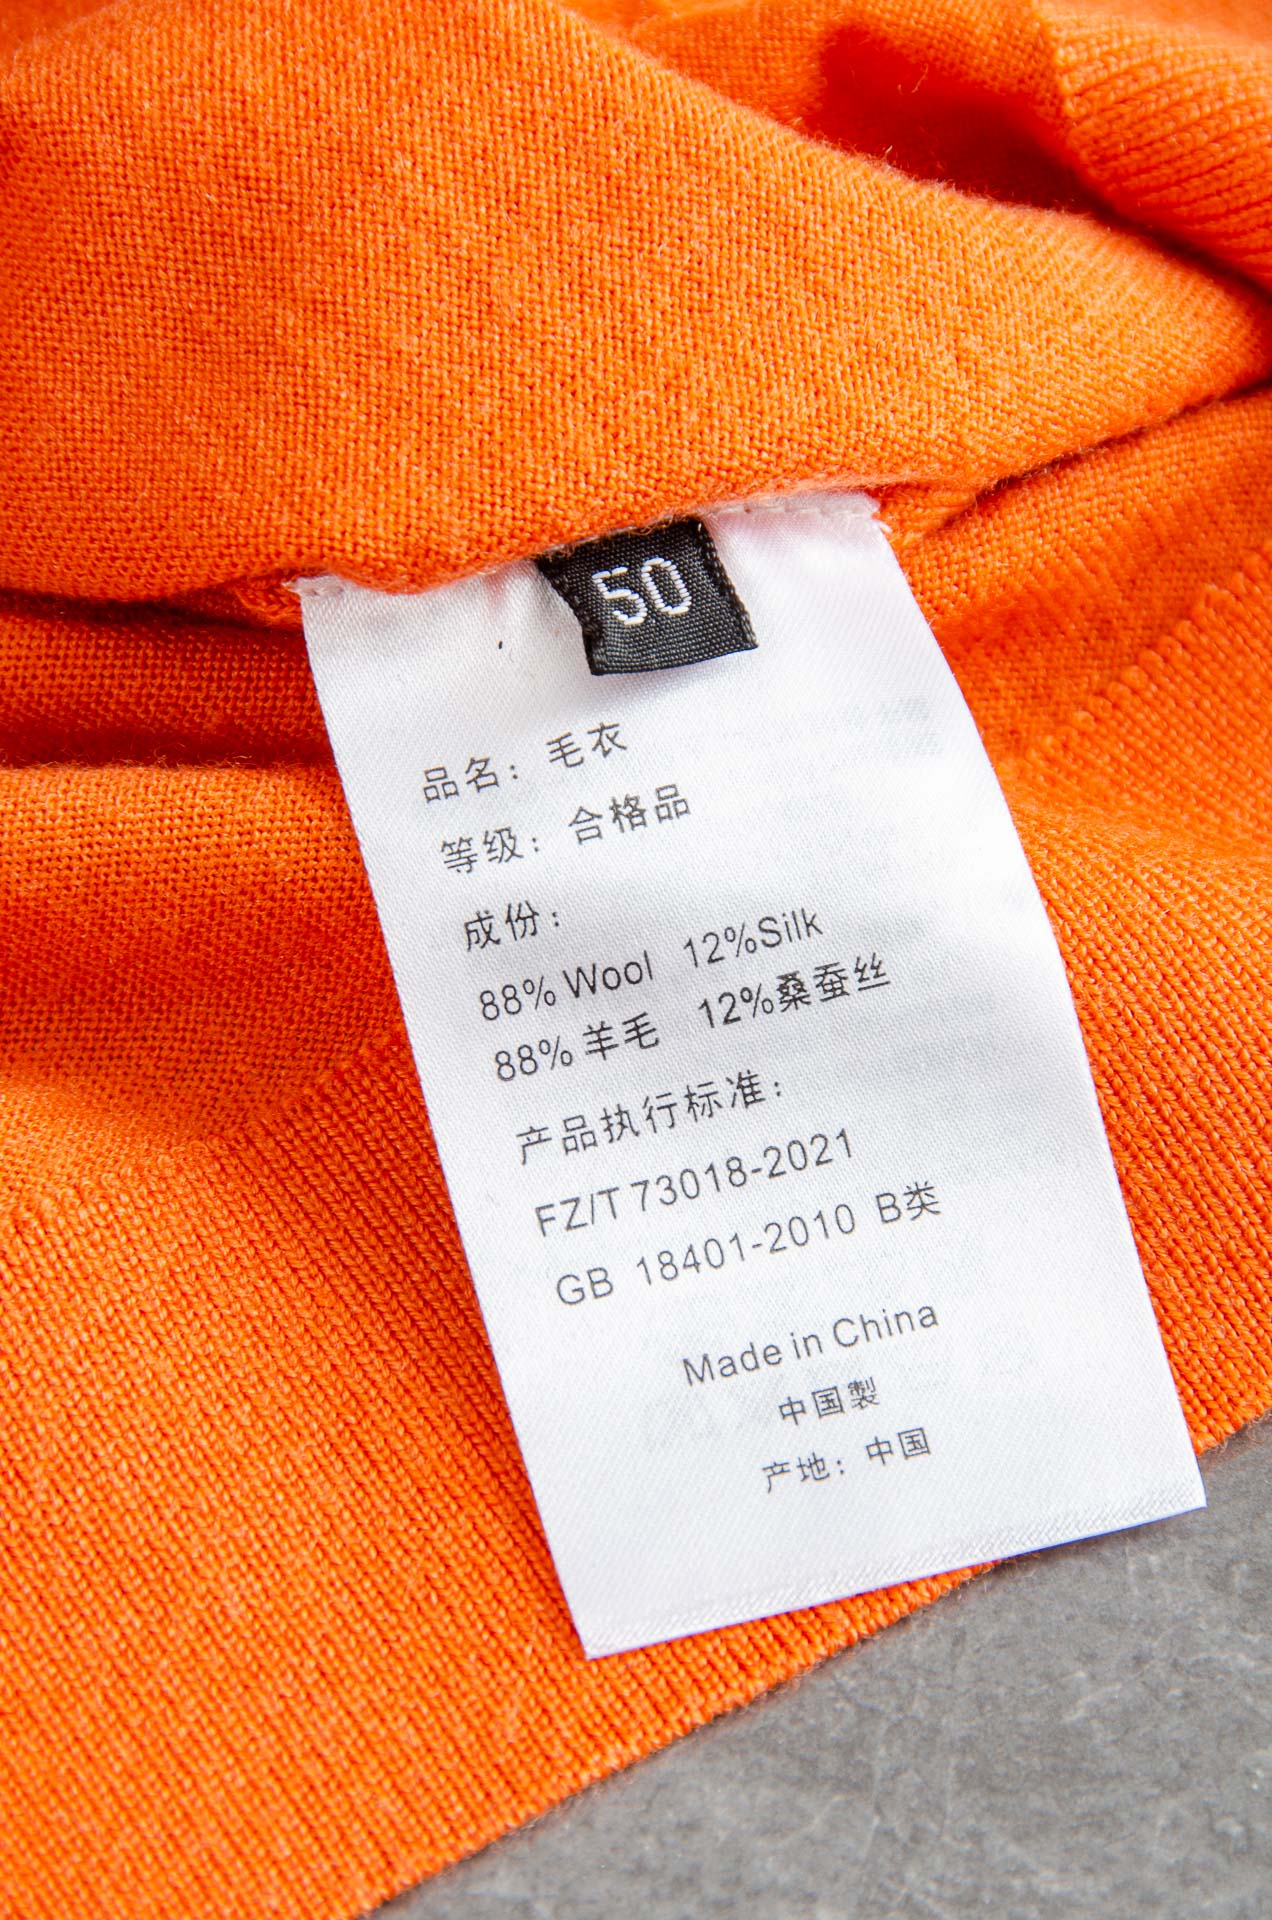 50
品名：毛衣
等级：合格品
成份：
88% Wool 12%Silk
88% 羊毛 12%桑蚕丝
产品执行标准：
FZ/T 73018-2021
GB 18401-2010 B类
Made in China
中国製
产地：中国